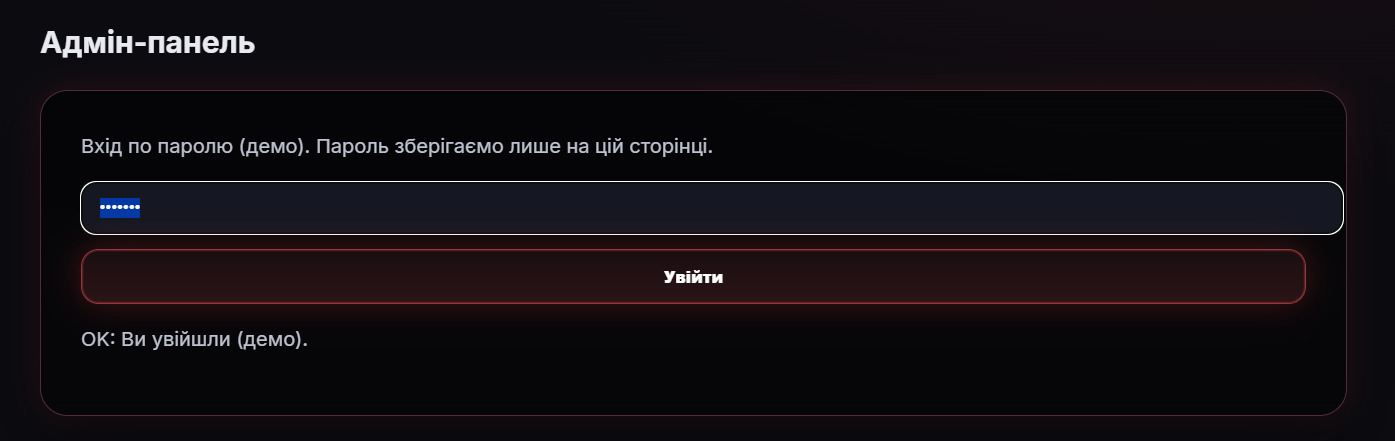 Адмін-панель
Вхід по паролю (демо). Пароль зберігаємо лише на цій сторінці.
•••••••
Увійти
OK: Ви увійшли (демо).